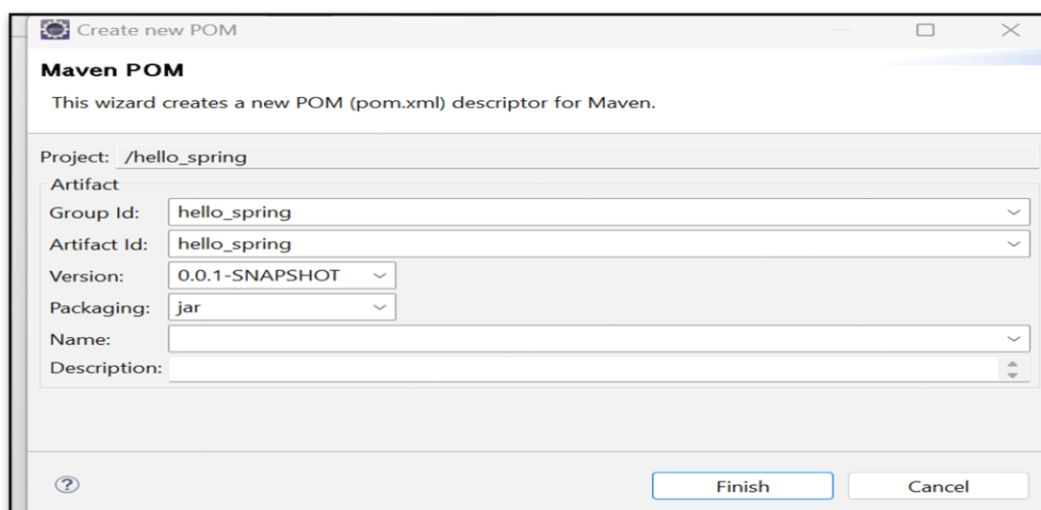 Create new POM
Maven POM
This wizard creates a new POM (pom.xml) descriptor for Maven.
Project: /hello_spring
Artifact
Group Id: hello_spring
Artifact Id: hello_spring
Version: 0.0.1-SNAPSHOT
Packaging: jar
Name:
Description:
? Finish Cancel